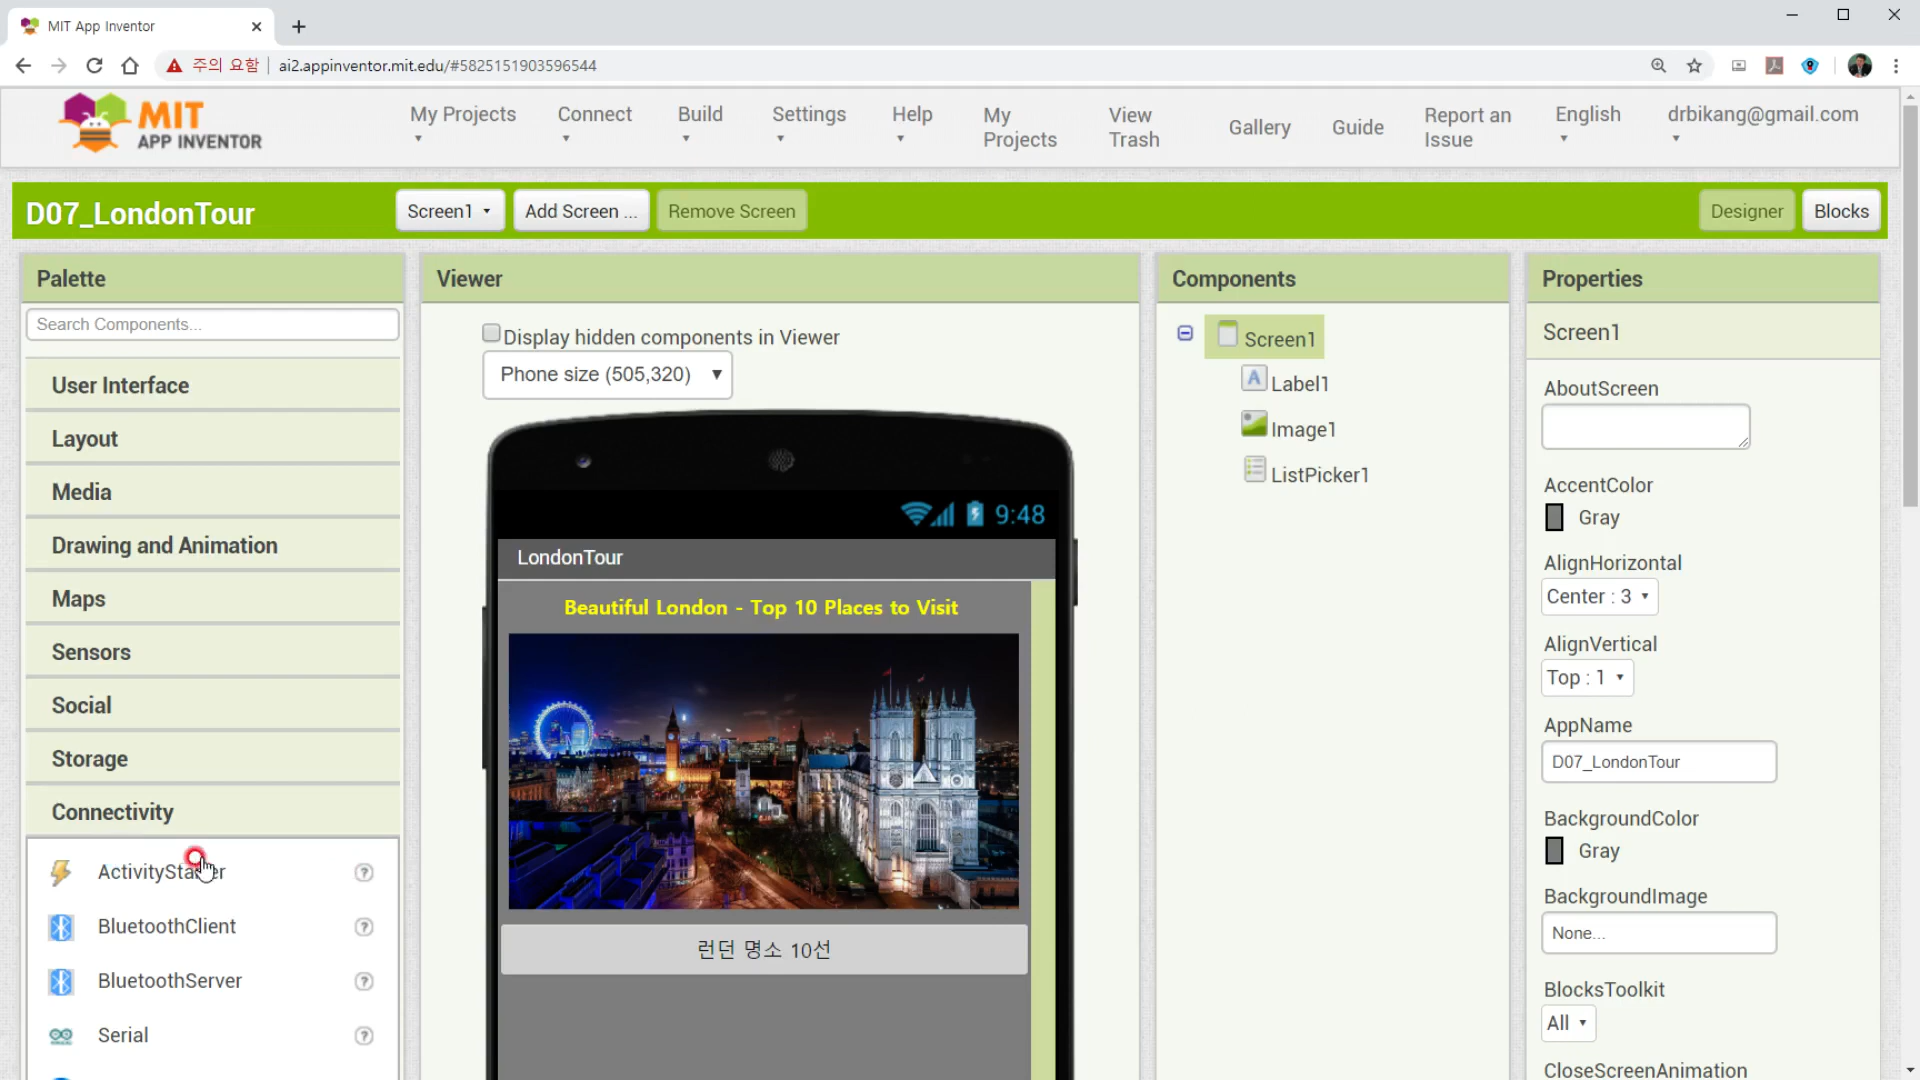 MIT App Inventor
주의 요함 | ai2.appinventor.mit.edu/#5825151903596544
MIT
APP INVENTOR
My Projects
Connect
Build
Settings
Help
My
Projects
View
Trash
Gallery
Guide
Report an
Issue
English
drbikang@gmail.com
D07_LondonTour
Screen1
Add Screen ...
Remove Screen
Designer
Blocks
Palette
Search Components...
User Interface
Layout
Media
Drawing and Animation
Maps
Sensors
Social
Storage
Connectivity
ActivityStarter
BluetoothClient
BluetoothServer
Serial
Viewer
Display hidden components in Viewer
Phone size (505,320)
9:48
LondonTour
Beautiful London - Top 10 Places to Visit
런던 명소 10선
Components
Screen1
Label1
Image1
ListPicker1
Properties
Screen1
AboutScreen
AccentColor
Gray
AlignHorizontal
Center : 3
AlignVertical
Top : 1
AppName
D07_LondonTour
BackgroundColor
Gray
BackgroundImage
None...
BlocksToolkit
All
CloseScreenAnimation